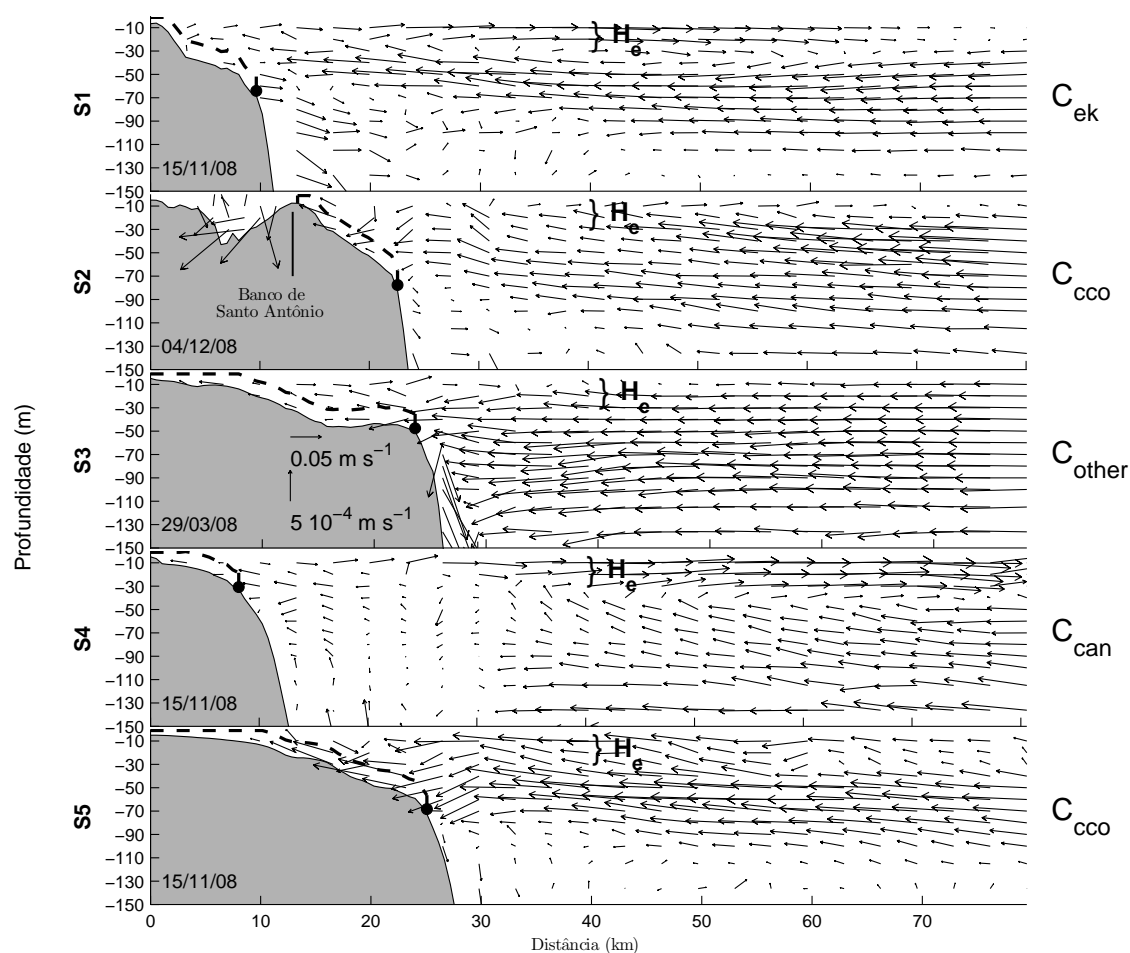 Profundidade (m)
S1
−10
−30
−50
−70
−90
−110
−130
−150
15/11/08
} H_e
C_ek
S2
−10
−30
−50
−70
−90
−110
−130
−150
Banco de
Santo Antônio
04/12/08
} H_e
C_cco
S3
−10
−30
−50
−70
−90
−110
−130
−150
0.05 m s⁻¹
5 10⁻⁴ m s⁻¹
29/03/08
} H_e
C_other
S4
−10
−30
−50
−70
−90
−110
−130
−150
15/11/08
} H_e
C_can
S5
−10
−30
−50
−70
−90
−110
−130
−150
15/11/08
} H_e
C_cco
0 10 20 30 40 50 60 70
Distância (km)